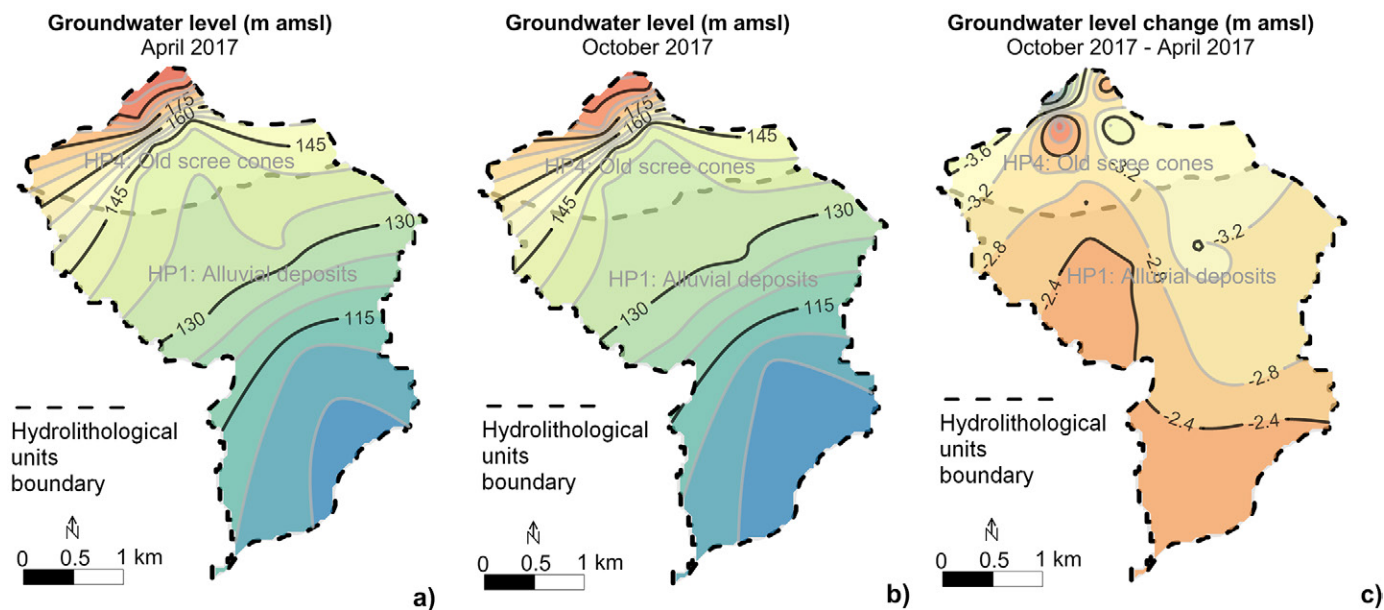 Groundwater level (m amsl)
April 2017
175
160
HP4: Old scree cones
145
145
130
HP1: Alluvial deposits
130
115
Hydrolithological
units
boundary
N
0 0.5 1 km
a)
Groundwater level (m amsl)
October 2017
175
160
145
HP4: Old scree cones
145
130
HP1: Alluvial deposits
130
115
Hydrolithological
units
boundary
N
0 0.5 1 km
b)
Groundwater level change (m amsl)
October 2017 - April 2017
-3.6
HP4: Old scree cones
-3.2
-3.2
-3.2
-2.8
-2.8
HP1: Alluvial deposits
-2.4
-2.8
-2.4
-2.4
Hydrolithological
units
boundary
N
0 0.5 1 km
c)